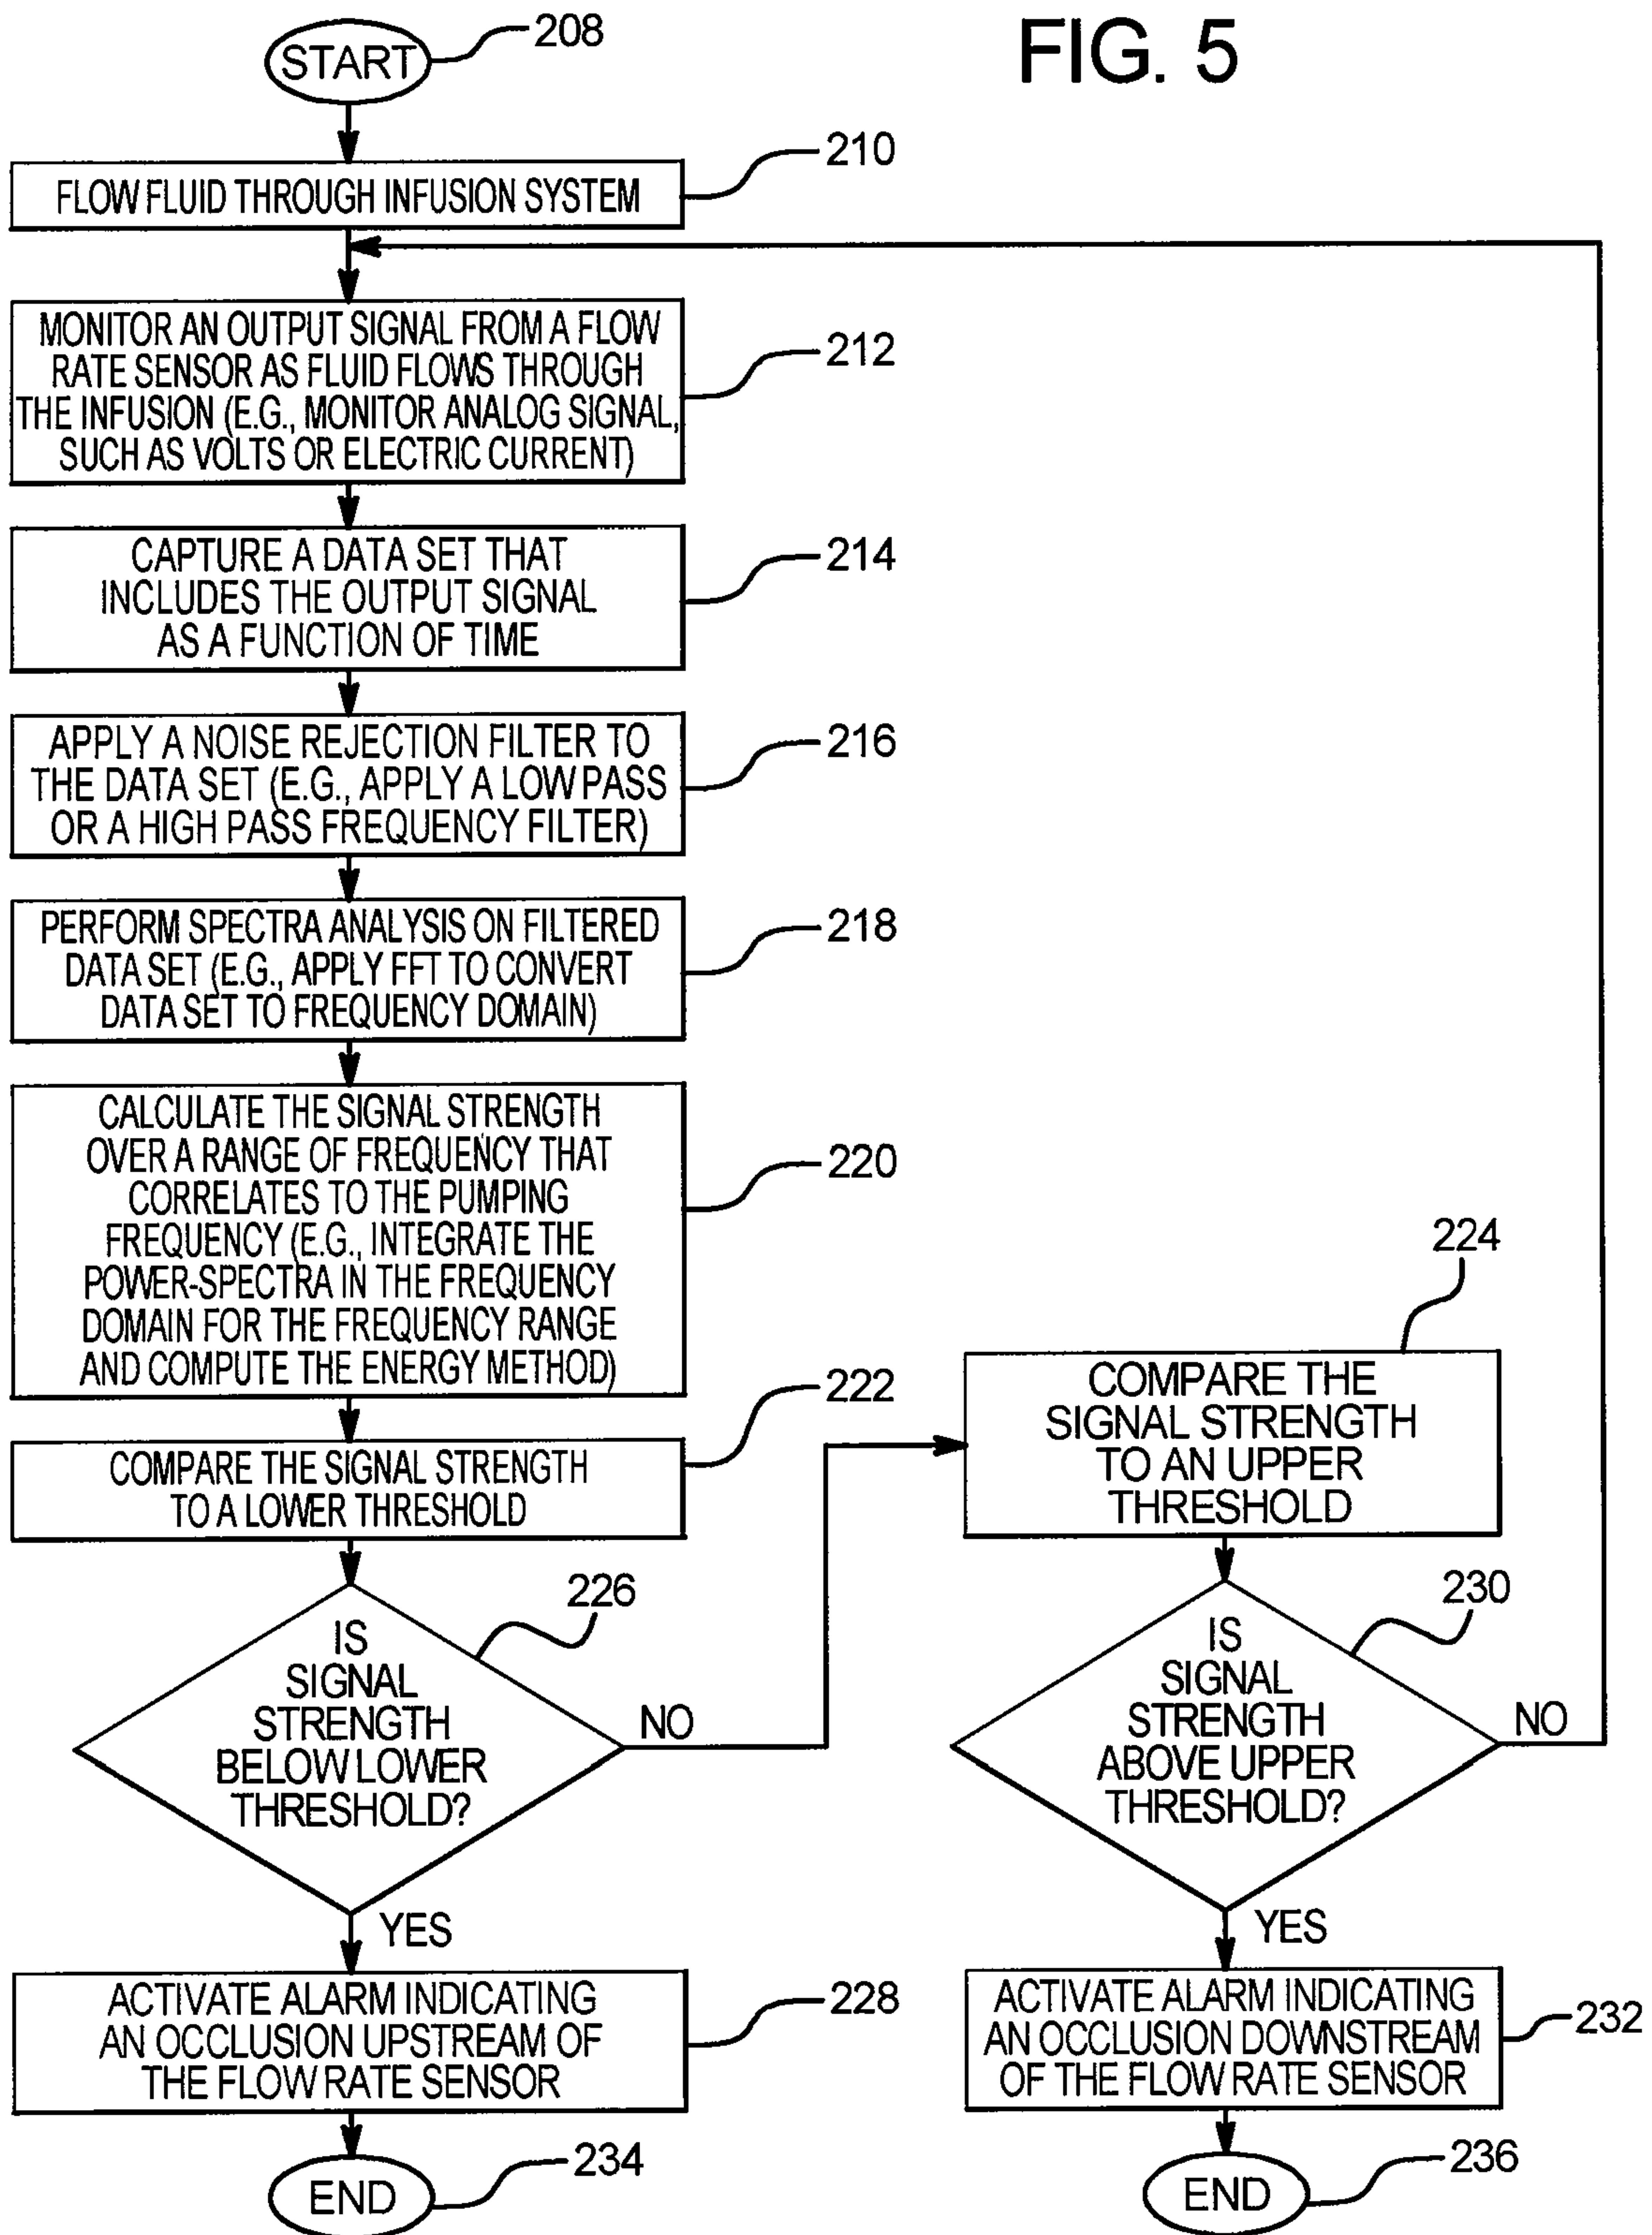 FIG. 5
START
208
FLOW FLUID THROUGH INFUSION SYSTEM
210
MONITOR AN OUTPUT SIGNAL FROM A FLOW
RATE SENSOR AS FLUID FLOWS THROUGH
THE INFUSION (E.G., MONITOR ANALOG SIGNAL,
SUCH AS VOLTS OR ELECTRIC CURRENT)
212
CAPTURE A DATA SET THAT
INCLUDES THE OUTPUT SIGNAL
AS A FUNCTION OF TIME
214
APPLY A NOISE REJECTION FILTER TO
THE DATA SET (E.G., APPLY A LOW PASS
OR A HIGH PASS FREQUENCY FILTER)
216
PERFORM SPECTRA ANALYSIS ON FILTERED
DATA SET (E.G., APPLY FFT TO CONVERT
DATA SET TO FREQUENCY DOMAIN)
218
CALCULATE THE SIGNAL STRENGTH
OVER A RANGE OF FREQUENCY THAT
CORRELATES TO THE PUMPING
FREQUENCY (E.G., INTEGRATE THE
POWER-SPECTRA IN THE FREQUENCY
DOMAIN FOR THE FREQUENCY RANGE
AND COMPUTE THE ENERGY METHOD)
220
COMPARE THE SIGNAL STRENGTH
TO A LOWER THRESHOLD
222
IS
SIGNAL
STRENGTH
BELOW LOWER
THRESHOLD?
226
NO
YES
ACTIVATE ALARM INDICATING
AN OCCLUSION UPSTREAM OF
THE FLOW RATE SENSOR
228
END
234
224
COMPARE THE
SIGNAL STRENGTH
TO AN UPPER
THRESHOLD
IS
SIGNAL
STRENGTH
ABOVE UPPER
THRESHOLD?
230
NO
YES
ACTIVATE ALARM INDICATING
AN OCCLUSION DOWNSTREAM
OF THE FLOW RATE SENSOR
232
END
236